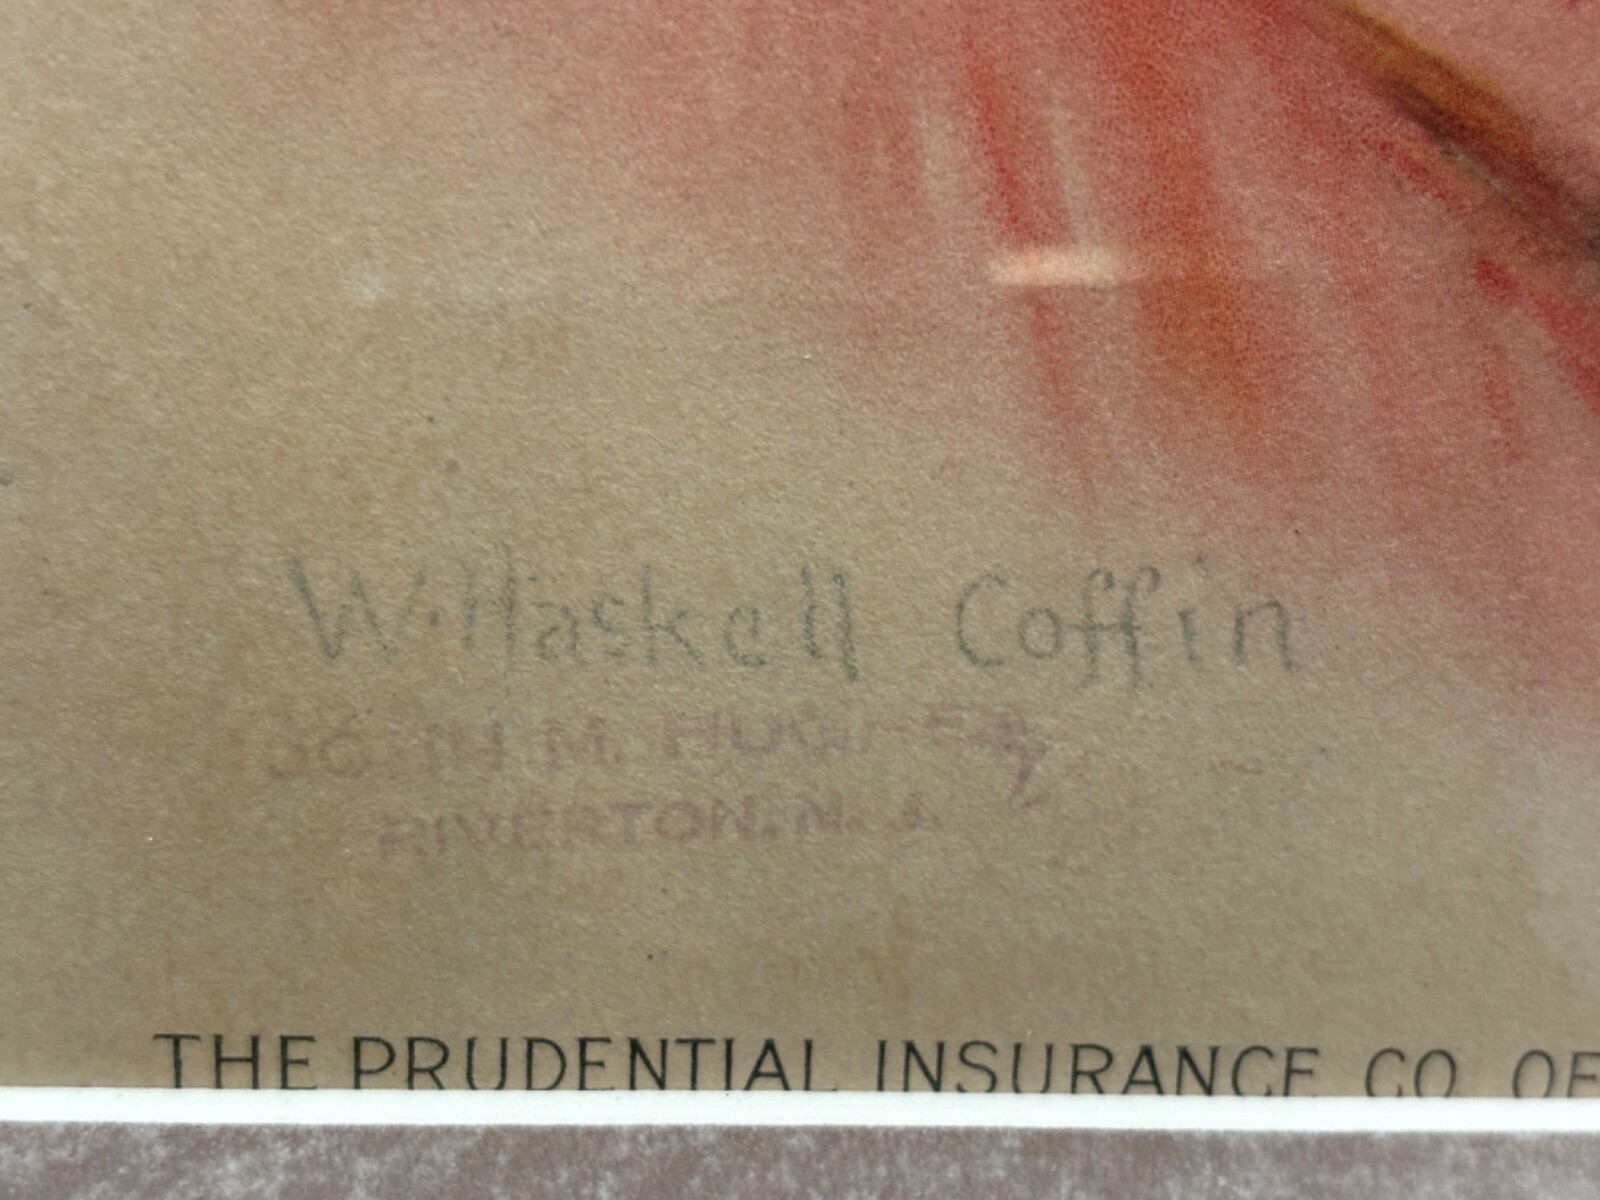 W. Haskell Coffin
M.
RIVERTON, N. J.
THE PRUDENTIAL INSURANCE CO. OF